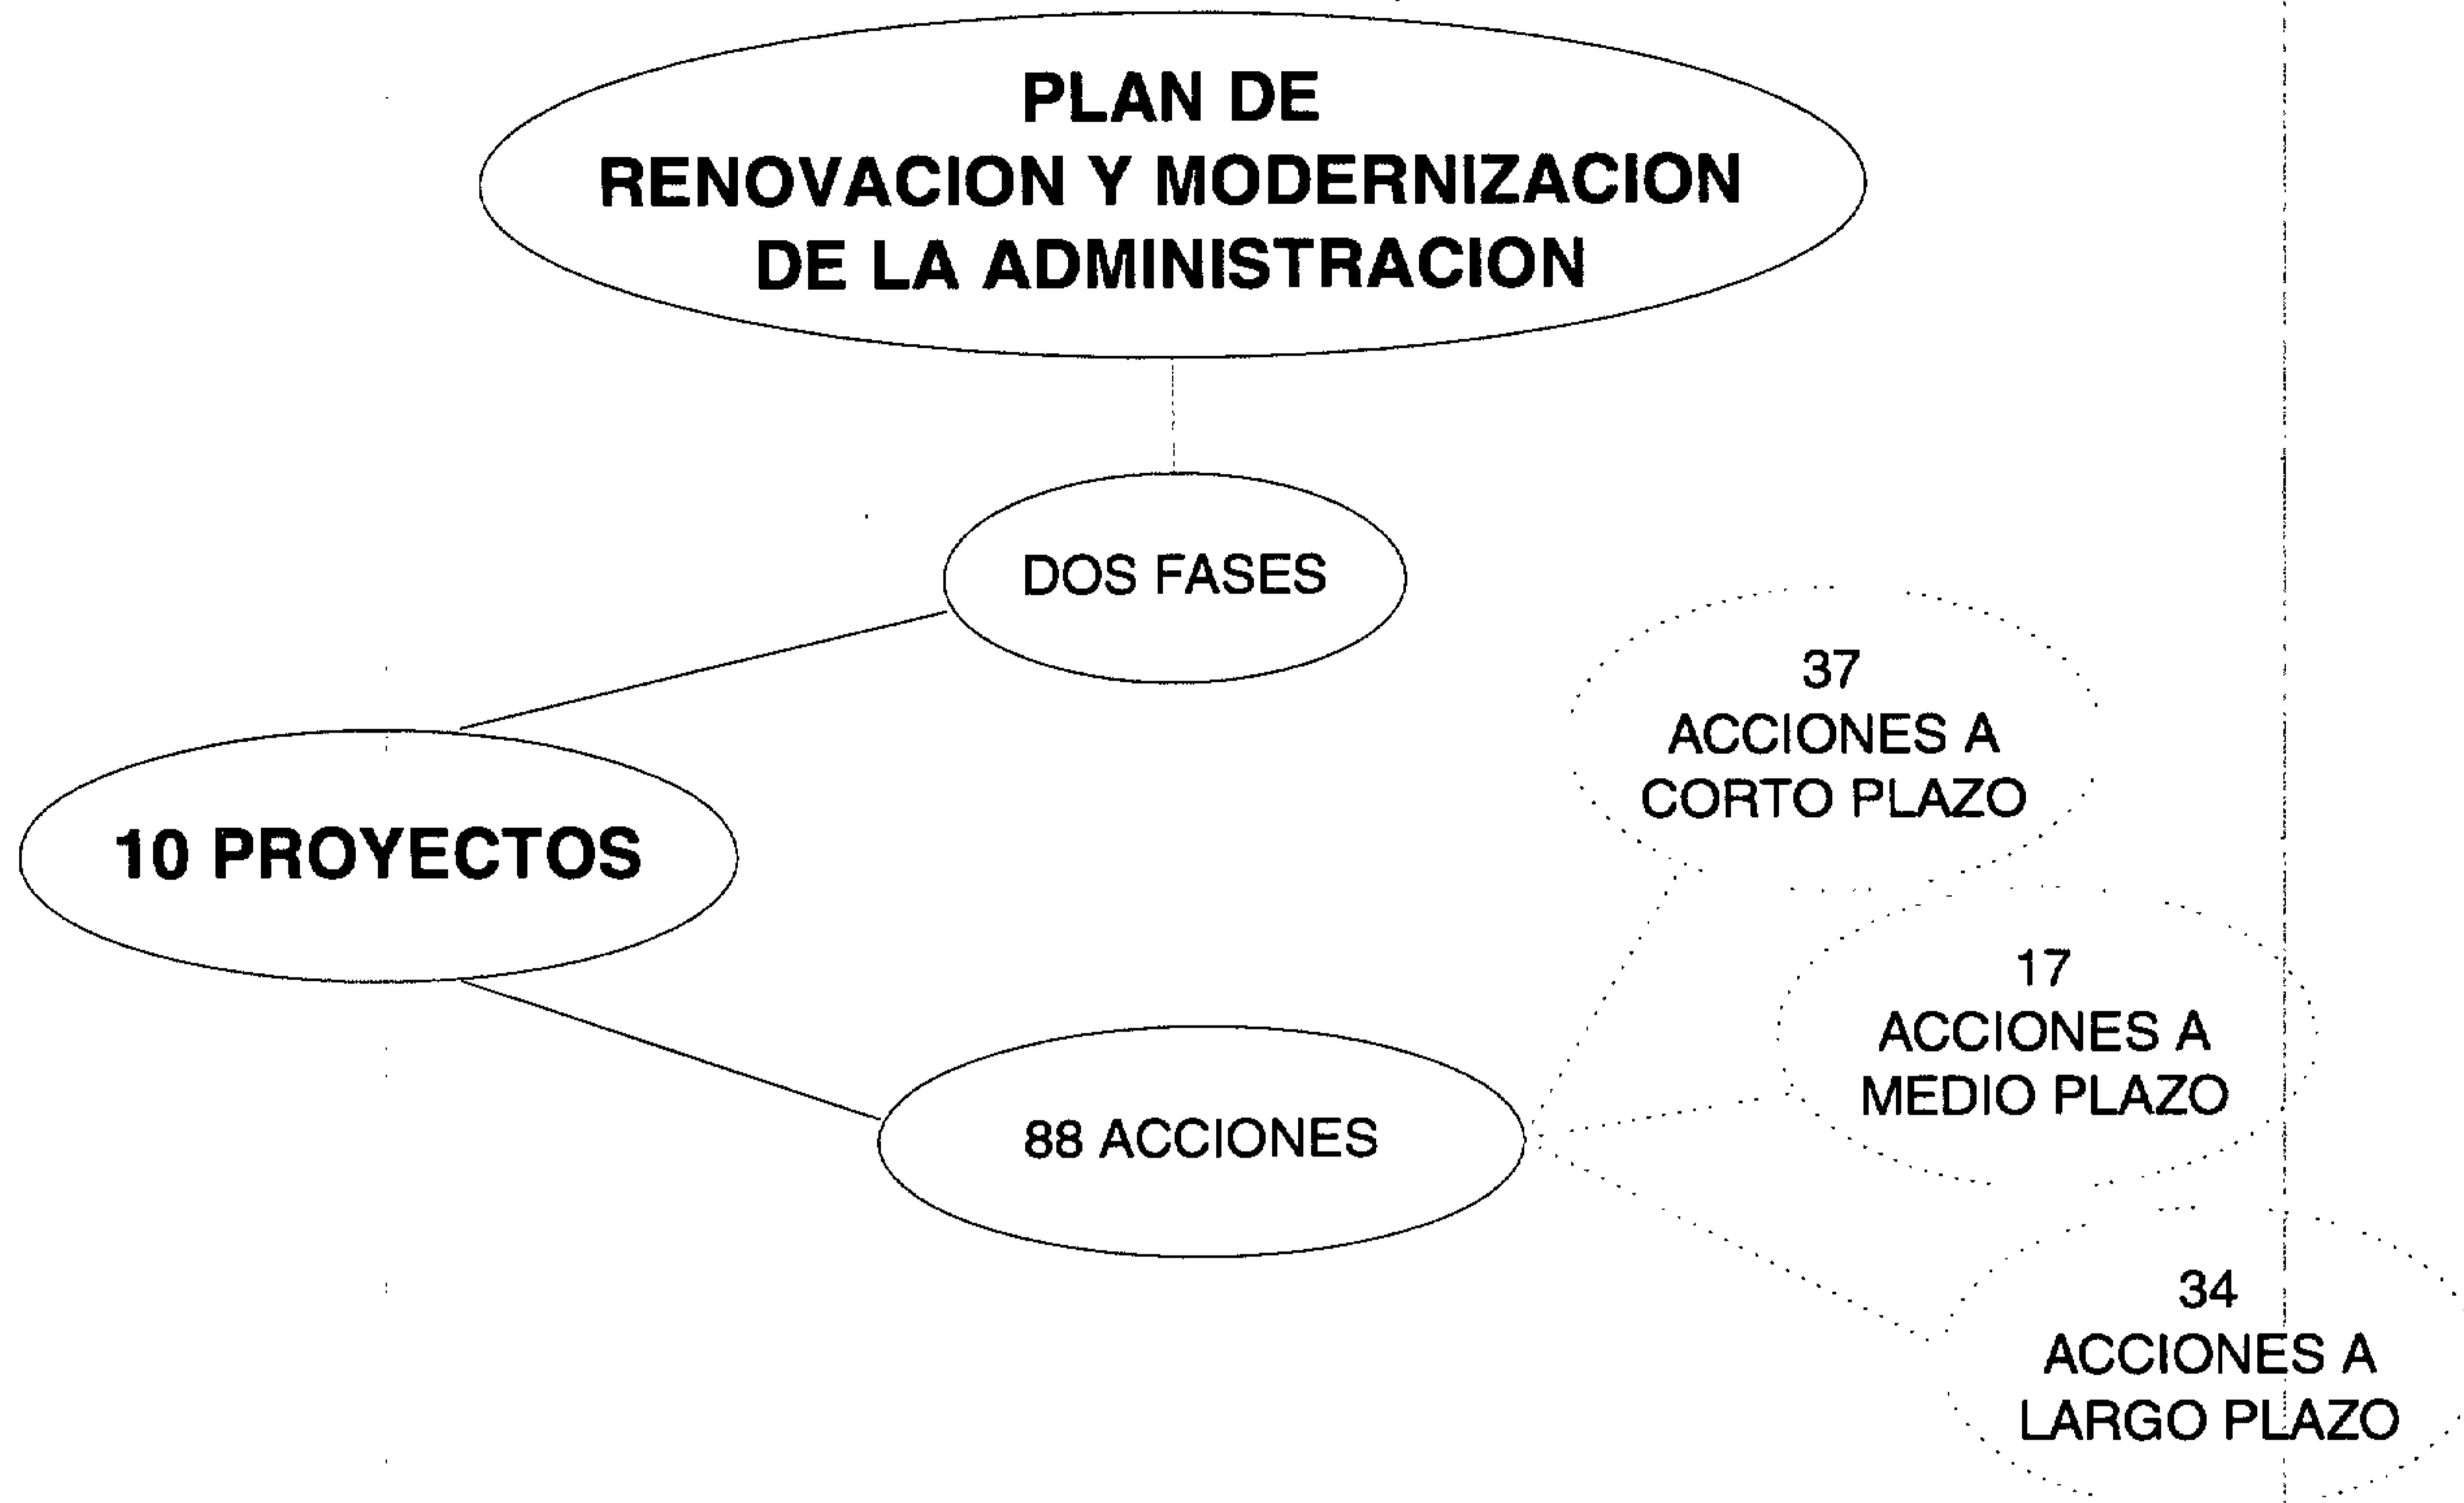 PLAN DE
RENOVACION Y MODERNIZACION
DE LA ADMINISTRACION
DOS FASES
10 PROYECTOS
88 ACCIONES
37
ACCIONES A
CORTO PLAZO
17
ACCIONES A
MEDIO PLAZO
34
ACCIONES A
LARGO PLAZO